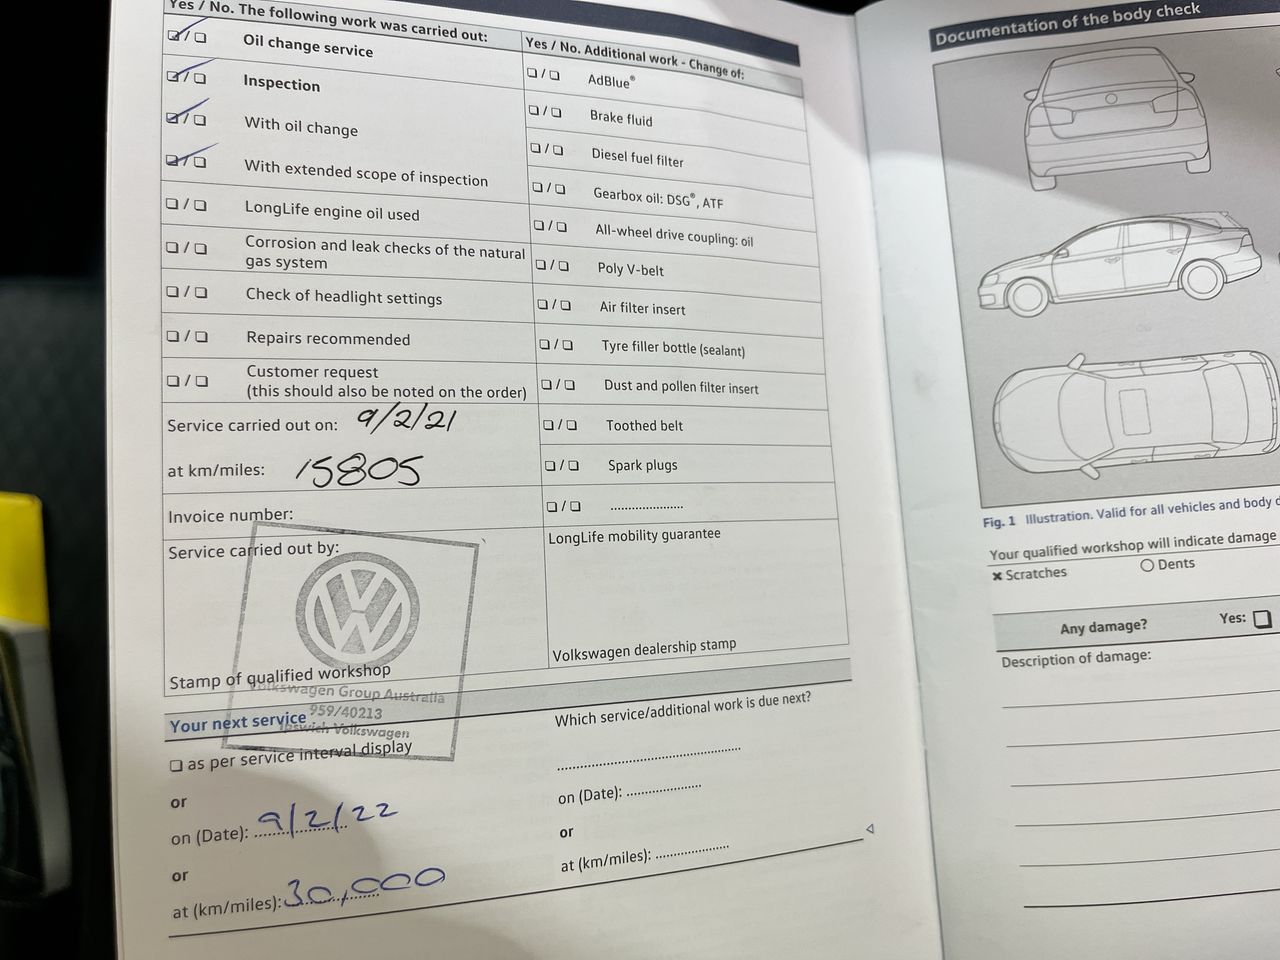 Yes / No. The following work was carried out:
☑ / ☐ Oil change service
☑ / ☐ Inspection
☑ / ☐ With oil change
☑ / ☐ With extended scope of inspection
☐ / ☐ LongLife engine oil used
☐ / ☐ Corrosion and leak checks of the natural
gas system
☐ / ☐ Check of headlight settings
☐ / ☐ Repairs recommended
☐ / ☐ Customer request
(this should also be noted on the order)
Service carried out on: 9/2/21
at km/miles: 15805
Invoice number:
Service carried out by:
Stamp of qualified workshop
Volkswagen Group Australia
959/40213
Ipswich Volkswagen
Yes / No. Additional work - Change of:
☐ / ☐ AdBlue®
☐ / ☐ Brake fluid
☐ / ☐ Diesel fuel filter
☐ / ☐ Gearbox oil: DSG®, ATF
☐ / ☐ All-wheel drive coupling: oil
☐ / ☐ Poly V-belt
☐ / ☐ Air filter insert
☐ / ☐ Tyre filler bottle (sealant)
☐ / ☐ Dust and pollen filter insert
☐ / ☐ Toothed belt
☐ / ☐ Spark plugs
☐ / ☐ ......................
LongLife mobility guarantee
Volkswagen dealership stamp
Your next service
☐ as per service interval display
or
on (Date): 9/2/22
or
at (km/miles): 30,000
Which service/additional work is due next?
on (Date): ....................
or
at (km/miles): ....................
Documentation of the body check
Fig. 1 Illustration. Valid for all vehicles and body
Your qualified workshop will indicate damage
✖ Scratches
○ Dents
Any damage? Yes: ☐
Description of damage: